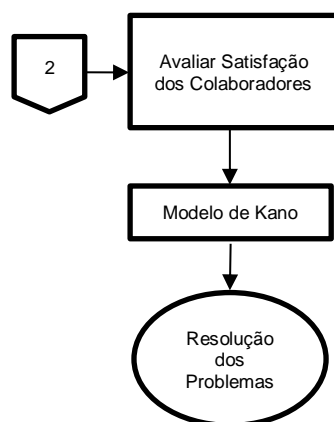 2
Avaliar Satisfação
dos Colaboradores
Modelo de Kano
Resolução
dos
Problemas